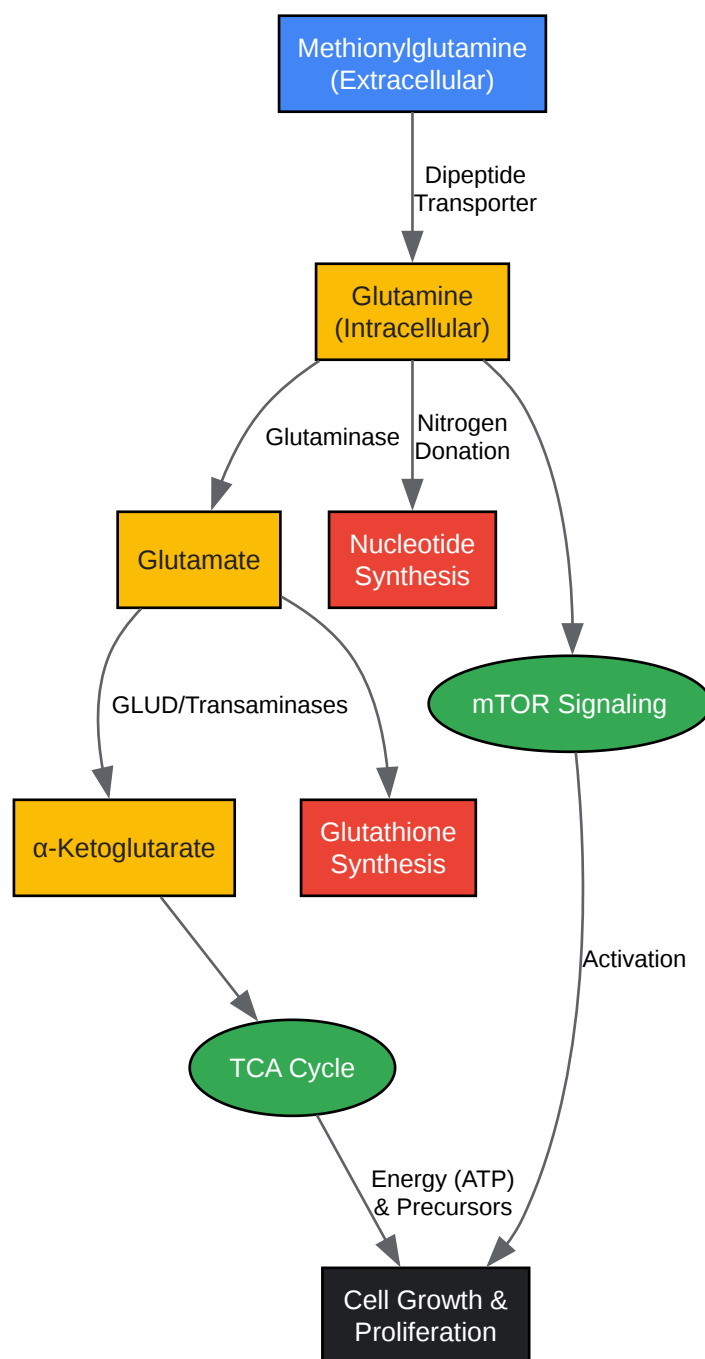 Methionylglutamine
(Extracellular)
Dipeptide
Transporter
Glutamine
(Intracellular)
Glutaminase
Nitrogen
Donation
Glutamate
Nucleotide
Synthesis
GLUD/Transaminases
mTOR Signaling
α-Ketoglutarate
Glutathione
Synthesis
Activation
TCA Cycle
Energy (ATP)
& Precursors
Cell Growth &
Proliferation